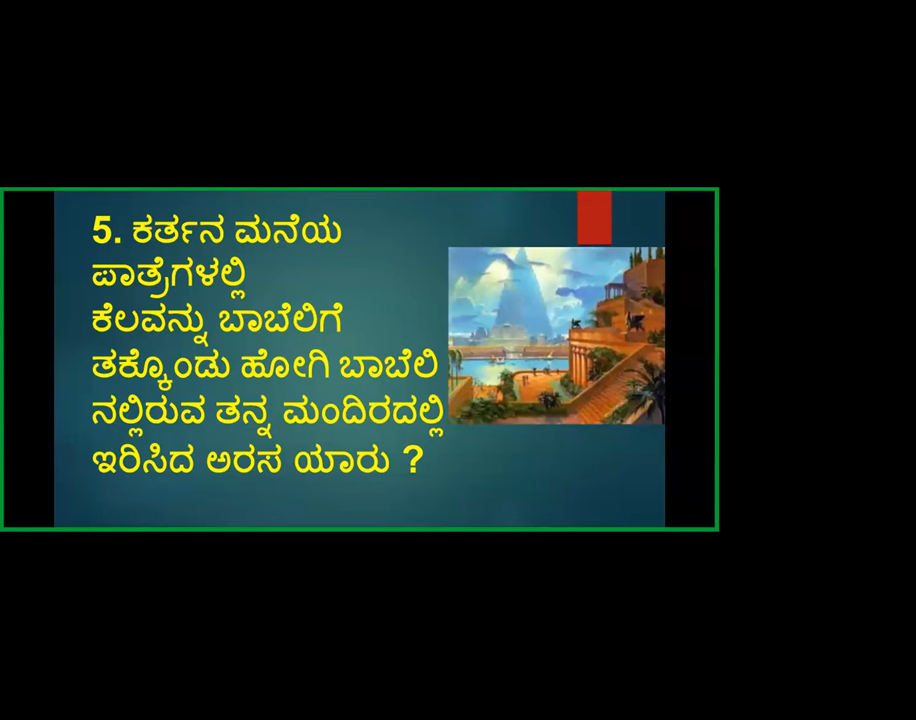 5. ಕರ್ತನ ಮನೆಯ
ಪಾತ್ರೆಗಳಲ್ಲಿ
ಕೆಲವನ್ನು ಬಾಬೆಲಿಗೆ
ತಕ್ಕೊಂಡು ಹೋಗಿ ಬಾಬೆಲಿ
ನಲ್ಲಿರುವ ತನ್ನ ಮಂದಿರದಲ್ಲಿ
ಇರಿಸಿದ ಅರಸ ಯಾರು ?